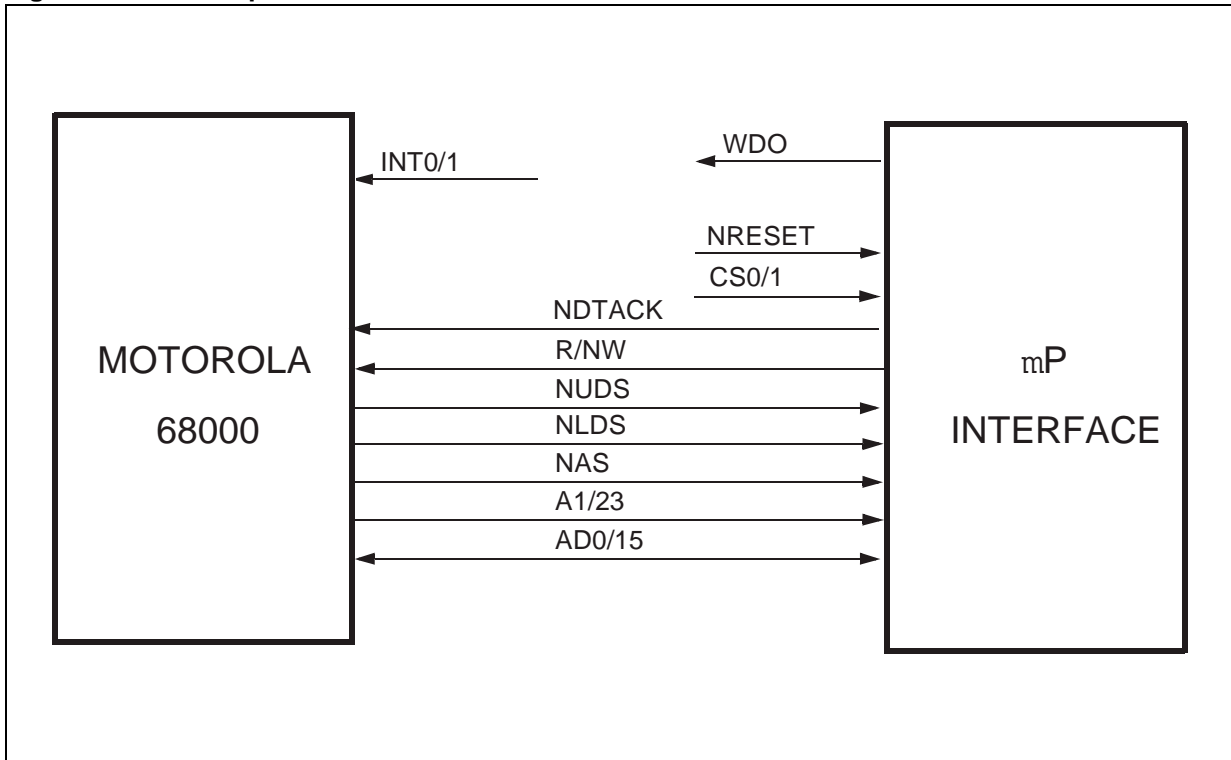 INT0/1
WDO
NRESET
CS0/1
NDTACK
R/NW
NUDS
NLDS
NAS
A1/23
AD0/15
MOTOROLA
68000
mP
INTERFACE